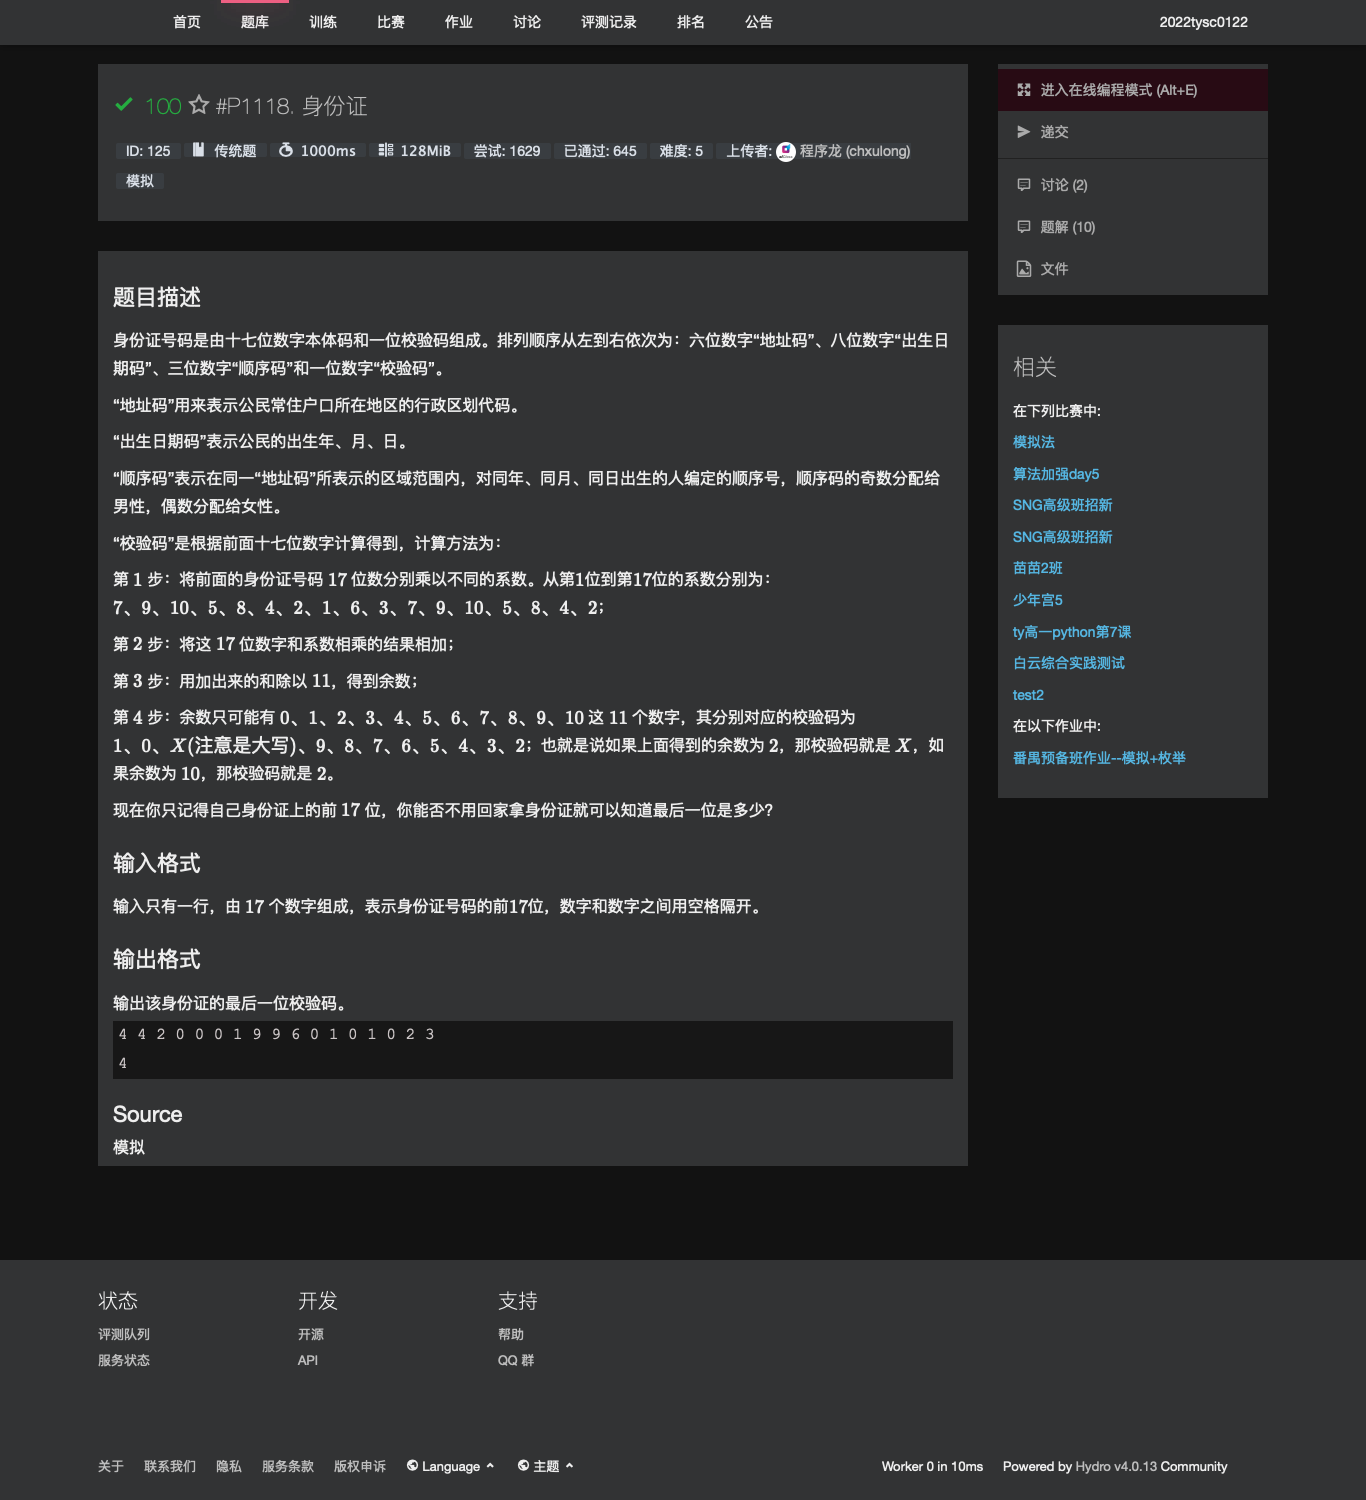 首页 题库 训练 比赛 作业 讨论 评测记录 排名 公告 2022tysc0122
100 #P1118. 身份证
ID: 125 传统题 1000ms 128MiB 尝试: 1629 已通过: 645 难度: 5 上传者: 程序龙 (chxulong)
模拟
题目描述
身份证号码是由十七位数字本体码和一位校验码组成。排列顺序从左到右依次为：六位数字“地址码”、八位数字“出生日
期码”、三位数字“顺序码”和一位数字“校验码”。
“地址码”用来表示公民常住户口所在地区的行政区划代码。
“出生日期码”表示公民的出生年、月、日。
“顺序码”表示在同一“地址码”所表示的区域范围内，对同年、同月、同日出生的人编定的顺序号，顺序码的奇数分配给
男性，偶数分配给女性。
“校验码”是根据前面十七位数字计算得到，计算方法为：
第 1 步：将前面的身份证号码 17 位数分别乘以不同的系数。从第1位到第17位的系数分别为：
7、9、10、5、8、4、2、1、6、3、7、9、10、5、8、4、2；
第 2 步：将这 17 位数字和系数相乘的结果相加；
第 3 步：用加出来的和除以 11，得到余数；
第 4 步：余数只可能有 0、1、2、3、4、5、6、7、8、9、10 这 11 个数字，其分别对应的校验码为
1、0、X(注意是大写)、9、8、7、6、5、4、3、2；也就是说如果上面得到的余数为 2，那校验码就是 X，如
果余数为 10，那校验码就是 2。
现在你只记得自己身份证上的前 17 位，你能否不用回家拿身份证就可以知道最后一位是多少？
输入格式
输入只有一行，由 17 个数字组成，表示身份证号码的前17位，数字和数字之间用空格隔开。
输出格式
输出该身份证的最后一位校验码。
4 4 2 0 0 0 1 9 9 6 0 1 0 1 0 2 3
4
Source
模拟
进入在线编程模式 (Alt+E)
递交
讨论 (2)
题解 (10)
文件
相关
在下列比赛中:
模拟法
算法加强day5
SNG高级班招新
SNG高级班招新
苗苗2班
少年宫5
ty高一python第7课
白云综合实践测试
test2
在以下作业中:
番禺预备班作业--模拟+枚举
状态 开发 支持
评测队列 开源 帮助
服务状态 API QQ 群
关于 联系我们 隐私 服务条款 版权申诉 Language 主题 Worker 0 in 10ms Powered by Hydro v4.0.13 Community